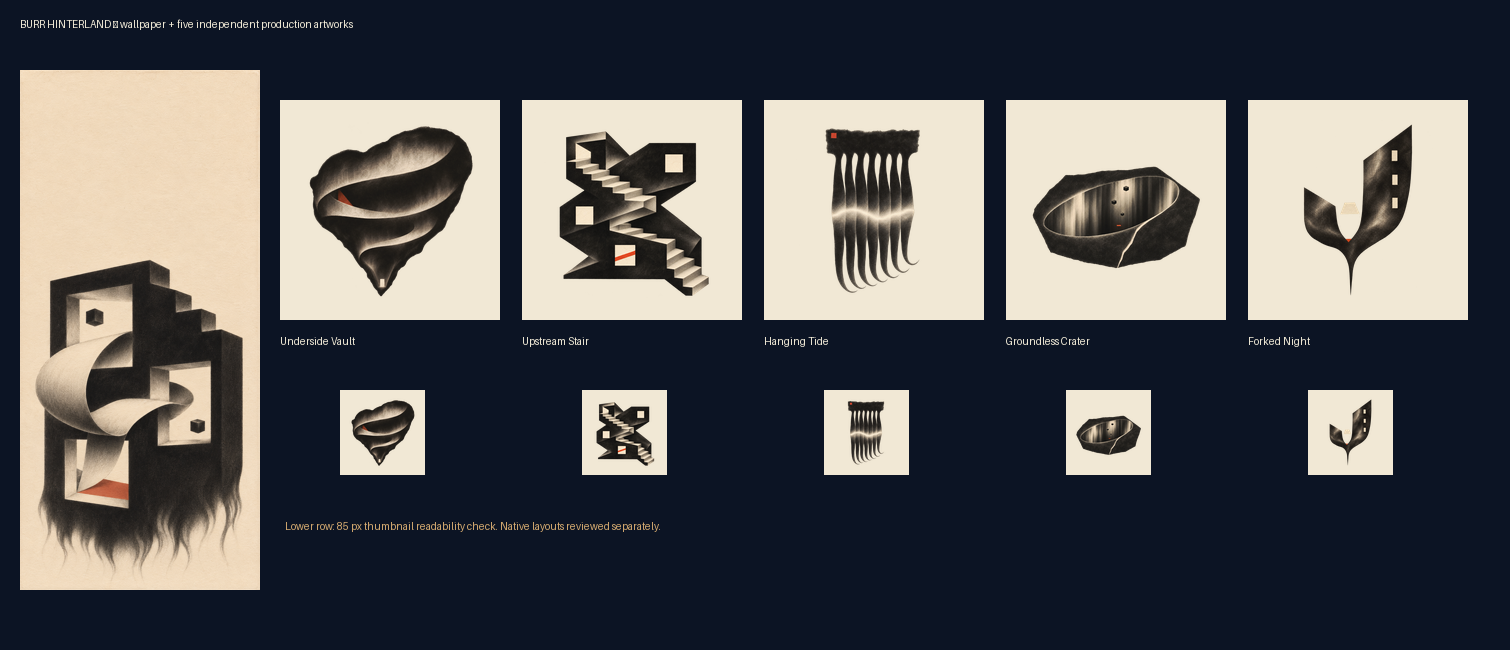 BURR HINTERLAND▯wallpaper + five independent production artworks
Underside Vault
Upstream Stair
Hanging Tide
Groundless Crater
Forked Night
Lower row: 85 px thumbnail readability check. Native layouts reviewed separately.